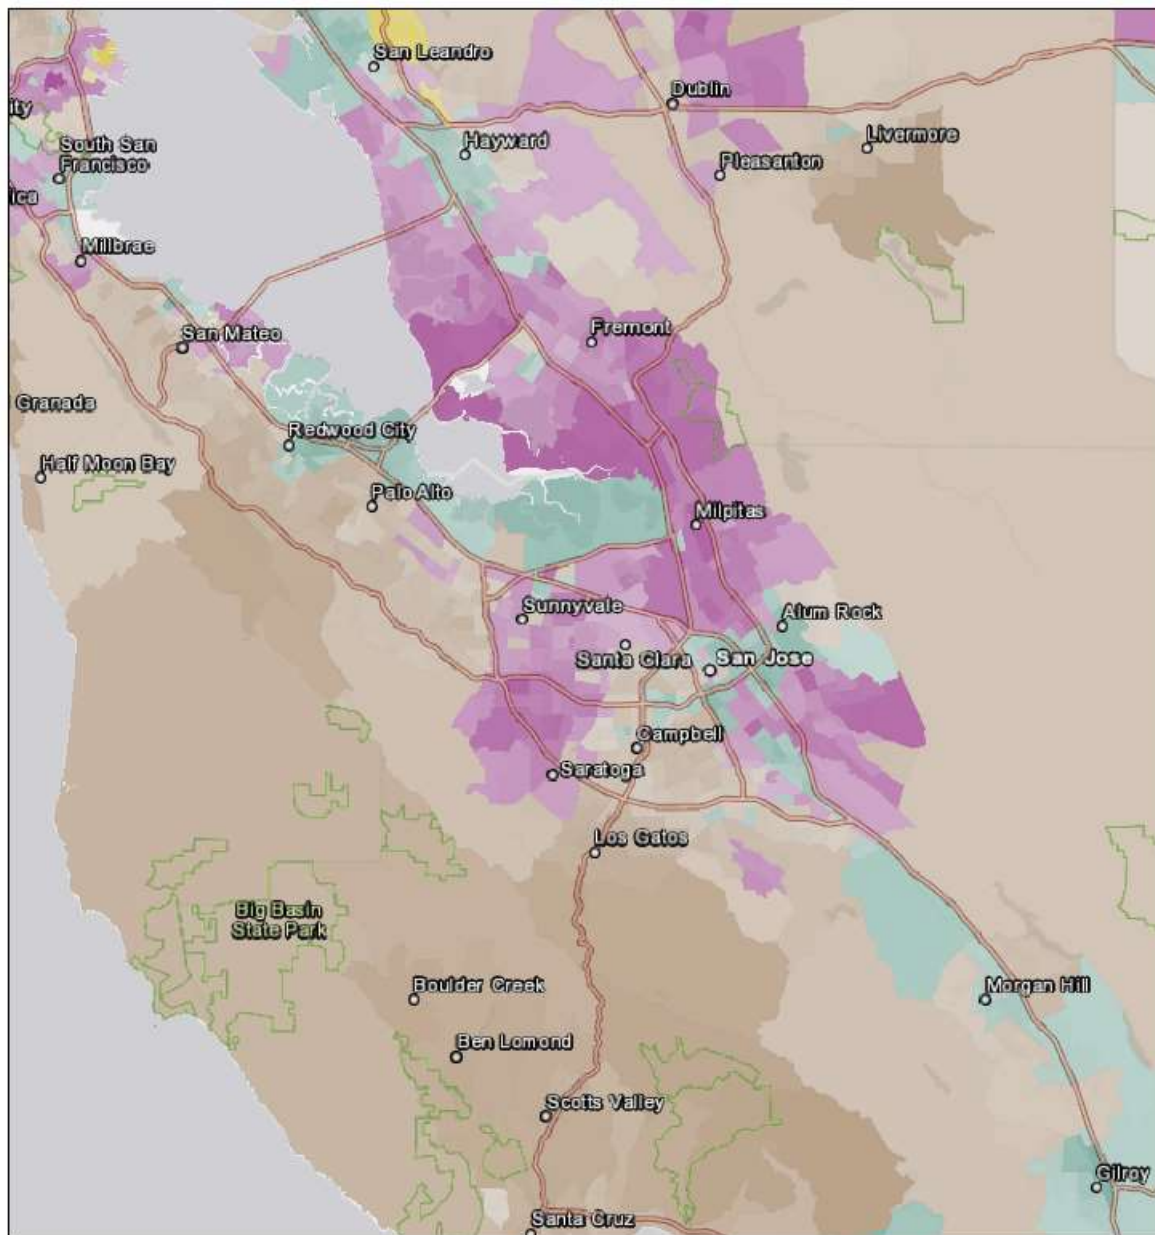 San Leandro
Dublin
ity
Hayward
Livermore
South San
Francisco
Pleasanton
ica
Millbrae
San Mateo
Fremont
Granada
Redwood City
Half Moon Bay
Palo Alto
Milpitas
Sunnyvale
Alum Rock
Santa Clara
San Jose
Campbell
Saratoga
Los Gatos
Big Basin
State Park
Boulder Creek
Morgan Hill
Ben Lomond
Scotts Valley
Gilroy
Santa Cruz